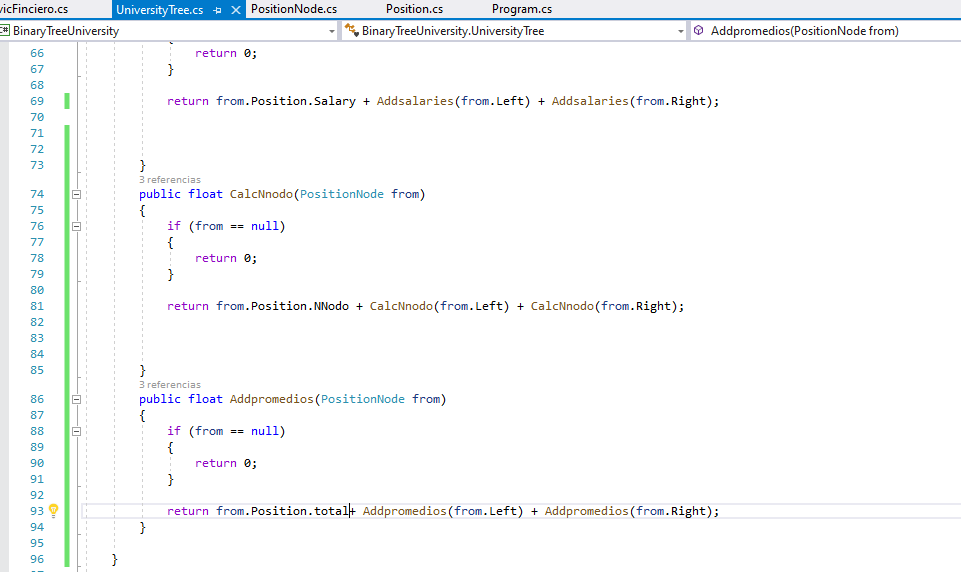 vicFinciero.cs UniversityTree.cs PositionNode.cs Position.cs Program.cs
C# BinaryTreeUniversity BinaryTreeUniversity.UniversityTree Addpromedios(PositionNode from)
{
66 return 0;
67 }
68
69 return from.Position.Salary + Addsalaries(from.Left) + Addsalaries(from.Right);
70
71
72
73 }
3 referencias
74 public float CalcNnodo(PositionNode from)
75 {
76 if (from == null)
77 {
78 return 0;
79 }
80
81 return from.Position.NNodo + CalcNnodo(from.Left) + CalcNnodo(from.Right);
82
83
84
85 }
3 referencias
86 public float Addpromedios(PositionNode from)
87 {
88 if (from == null)
89 {
90 return 0;
91 }
92
93 return from.Position.total+ Addpromedios(from.Left) + Addpromedios(from.Right);
94 }
95
96 }